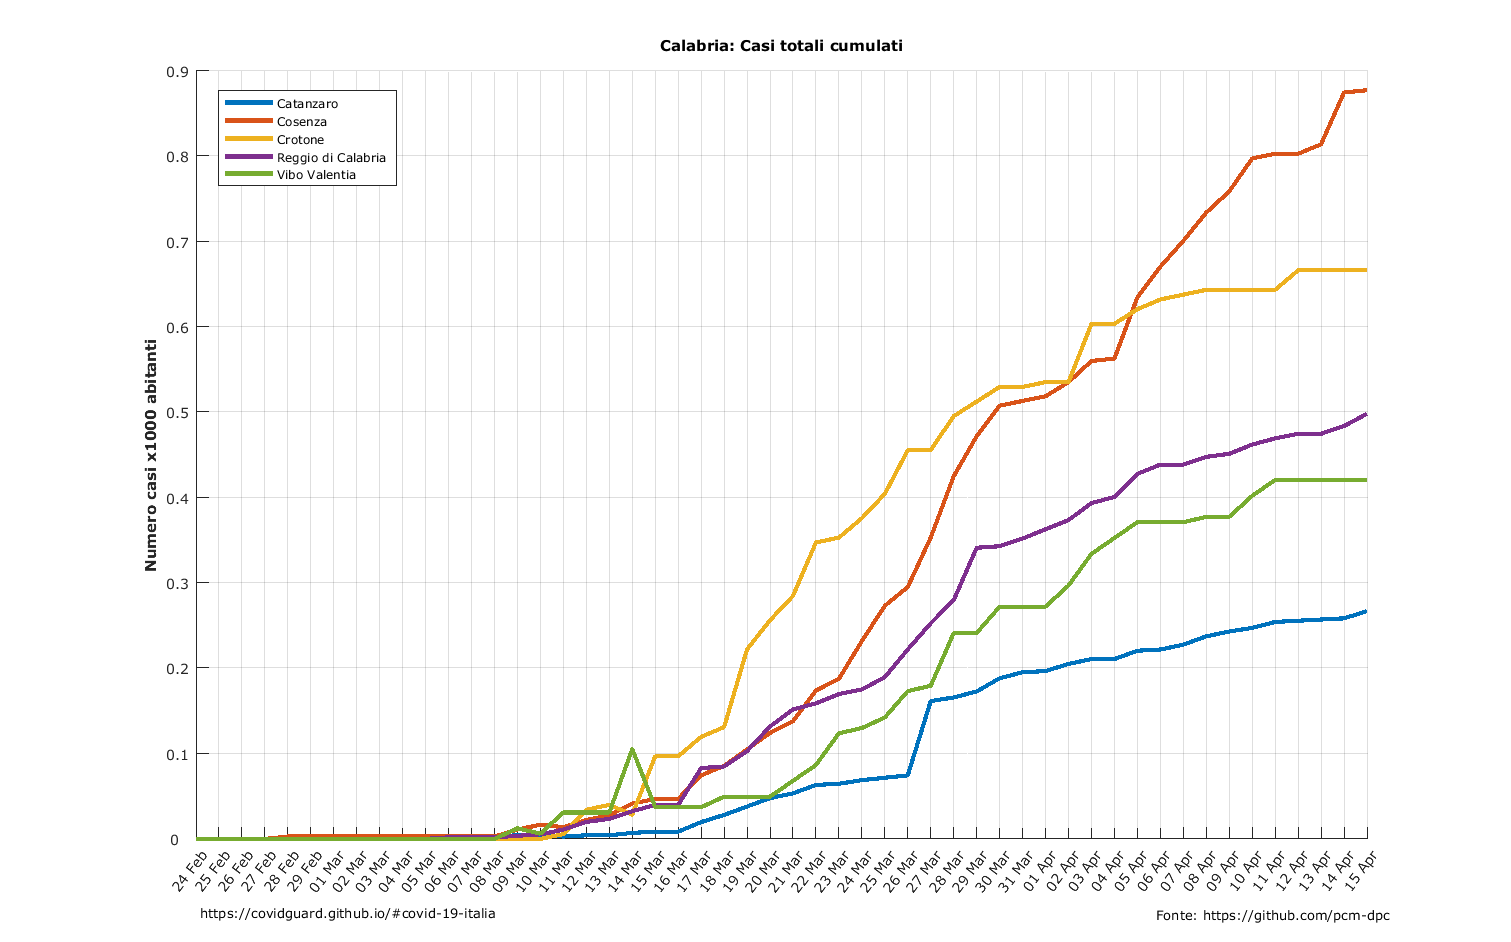 Calabria: Casi totali cumulati
Numero casi x1000 abitanti
0.9
0.8
0.7
0.6
0.5
0.4
0.3
0.2
0.1
0
Catanzaro
Cosenza
Crotone
Reggio di Calabria
Vibo Valentia
24 Feb
25 Feb
26 Feb
27 Feb
28 Feb
29 Feb
01 Mar
02 Mar
03 Mar
04 Mar
05 Mar
06 Mar
07 Mar
08 Mar
09 Mar
10 Mar
11 Mar
12 Mar
13 Mar
14 Mar
15 Mar
16 Mar
17 Mar
18 Mar
19 Mar
20 Mar
21 Mar
22 Mar
23 Mar
24 Mar
25 Mar
26 Mar
27 Mar
28 Mar
29 Mar
30 Mar
31 Mar
01 Apr
02 Apr
03 Apr
04 Apr
05 Apr
06 Apr
07 Apr
08 Apr
09 Apr
10 Apr
11 Apr
12 Apr
13 Apr
14 Apr
15 Apr
https://covidguard.github.io/#covid-19-italia
Fonte: https://github.com/pcm-dpc